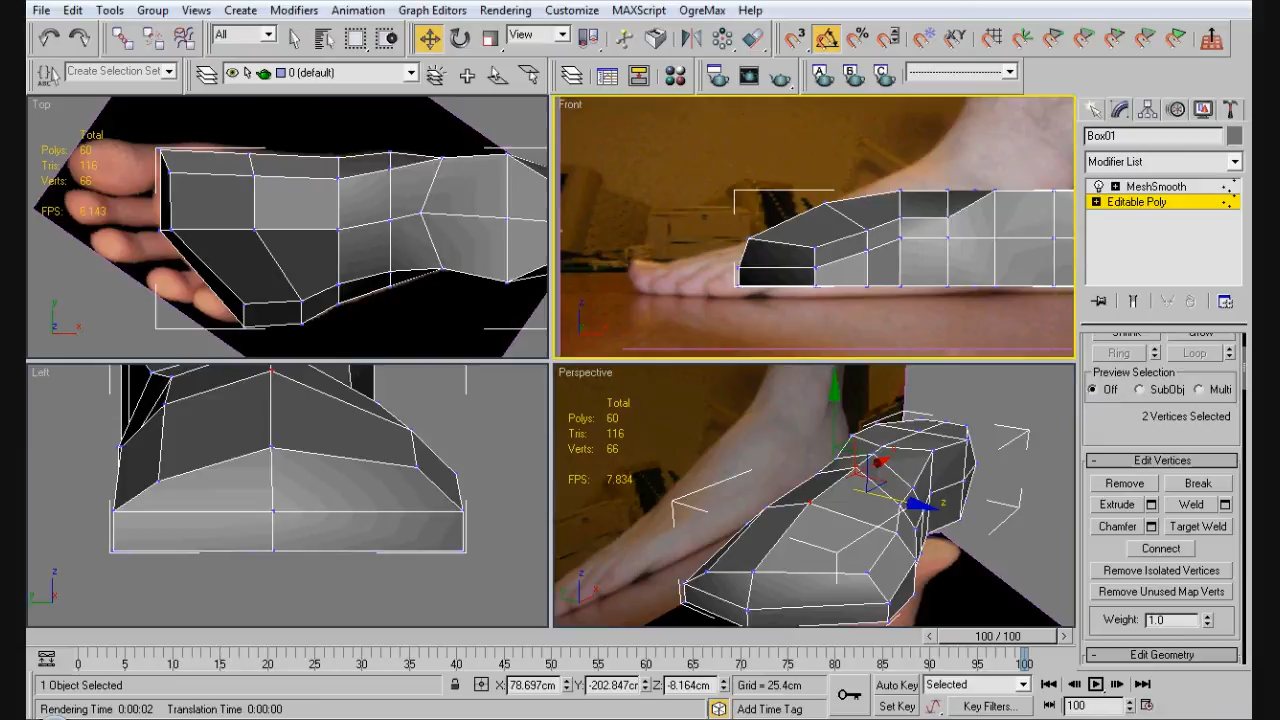 File Edit Tools Group Views Create Modifiers Animation Graph Editors Rendering Customize MAXScript OgreMax Help
All View
Create Selection Set 0 (default) A B C
Top Front
Total
Polys: 60
Tris: 116
Verts: 66
FPS: 6.143
Left Perspective
Total
Polys: 60
Tris: 116
Verts: 66
FPS: 7.834
Box01
Modifier List
MeshSmooth
Editable Poly
Shrink Grow
Ring Loop
Preview Selection
Off SubObj Multi
2 Vertices Selected
Edit Vertices
Remove Break
Extrude Weld
Chamfer Target Weld
Connect
Remove Isolated Vertices
Remove Unused Map Verts
Weight: 1.0
Edit Geometry
100 / 100
0 5 10 15 20 25 30 35 40 45 50 55 60 65 70 75 80 85 90 95 100
1 Object Selected X: 78.697cm Y: -202.847cm Z: -8.164cm Grid = 25.4cm Auto Key Selected
Rendering Time 0:00:02 Translation Time 0:00:00 Add Time Tag Set Key Key Filters... 100